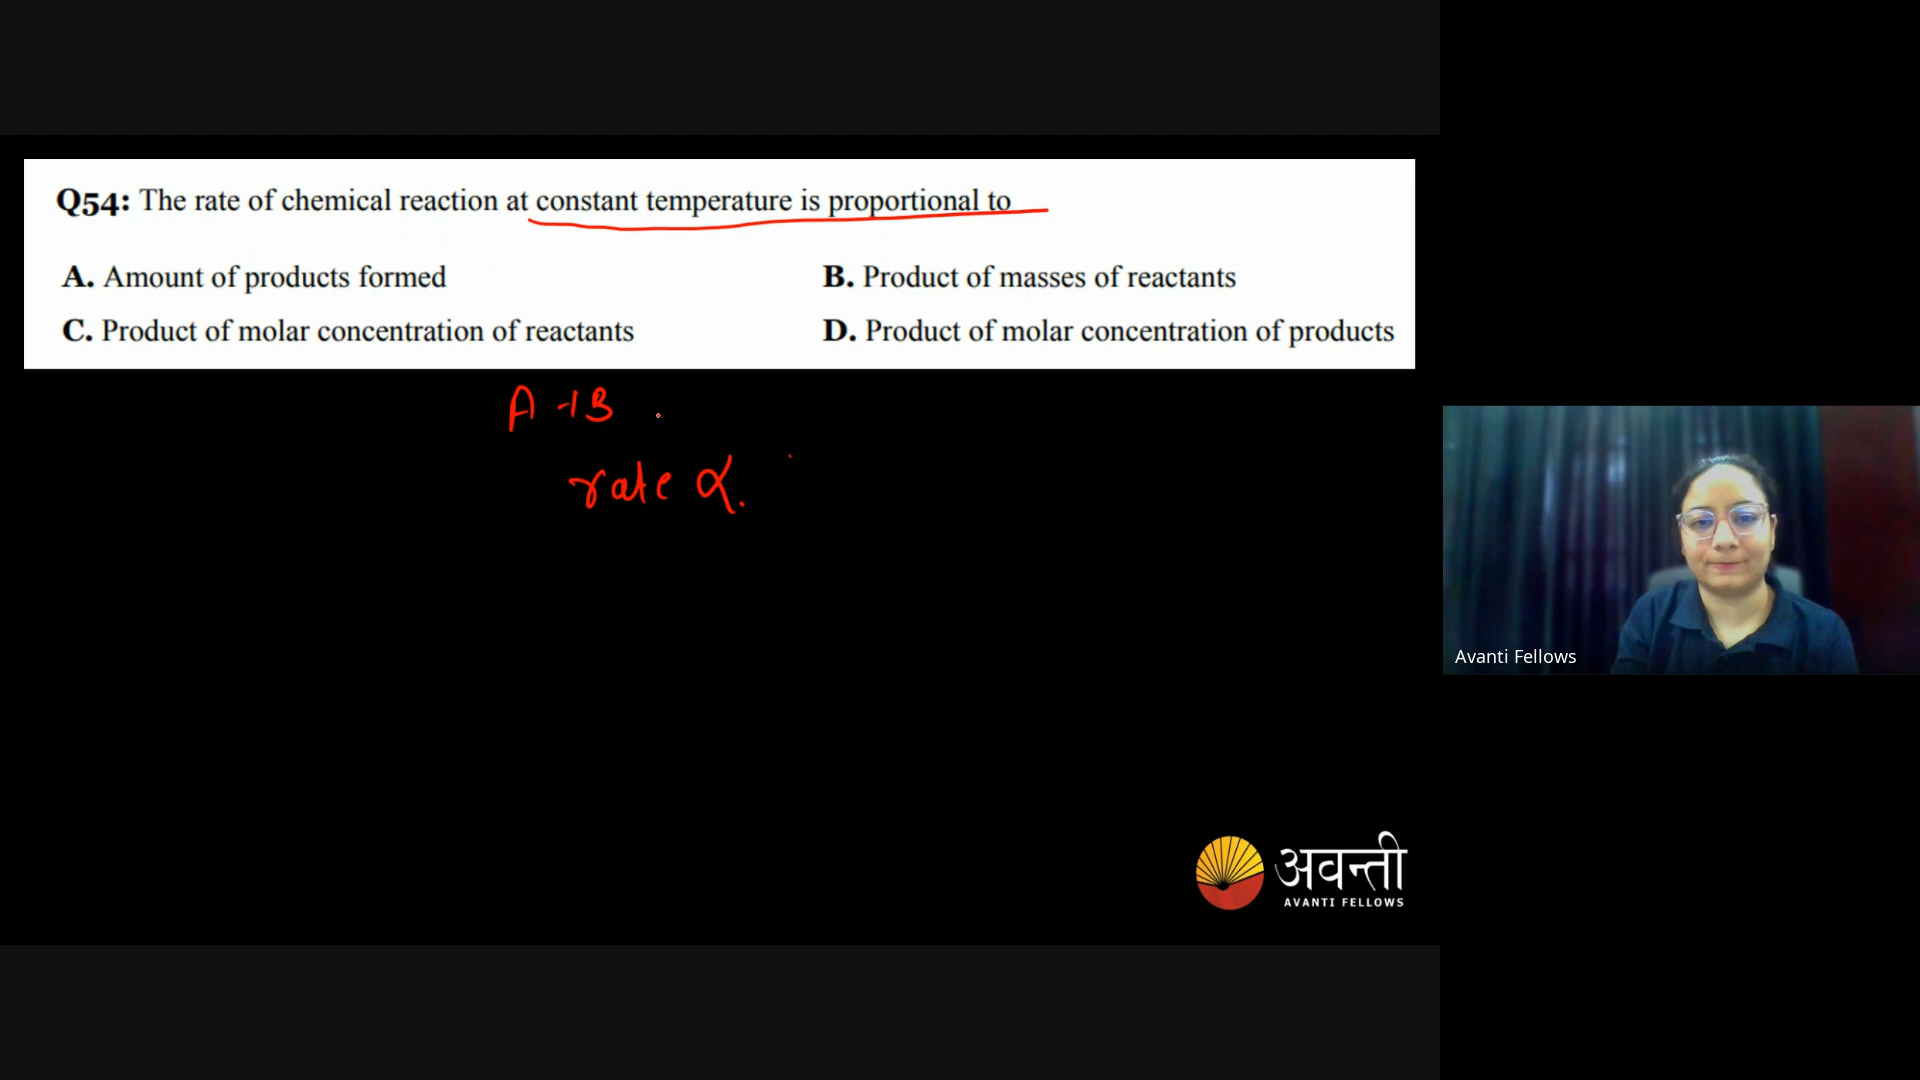 Q54: The rate of chemical reaction at constant temperature is proportional to
A. Amount of products formed
B. Product of masses of reactants
C. Product of molar concentration of reactants
D. Product of molar concentration of products
A → B
rate ∝
Avanti Fellows
अवन्ती
AVANTI FELLOWS